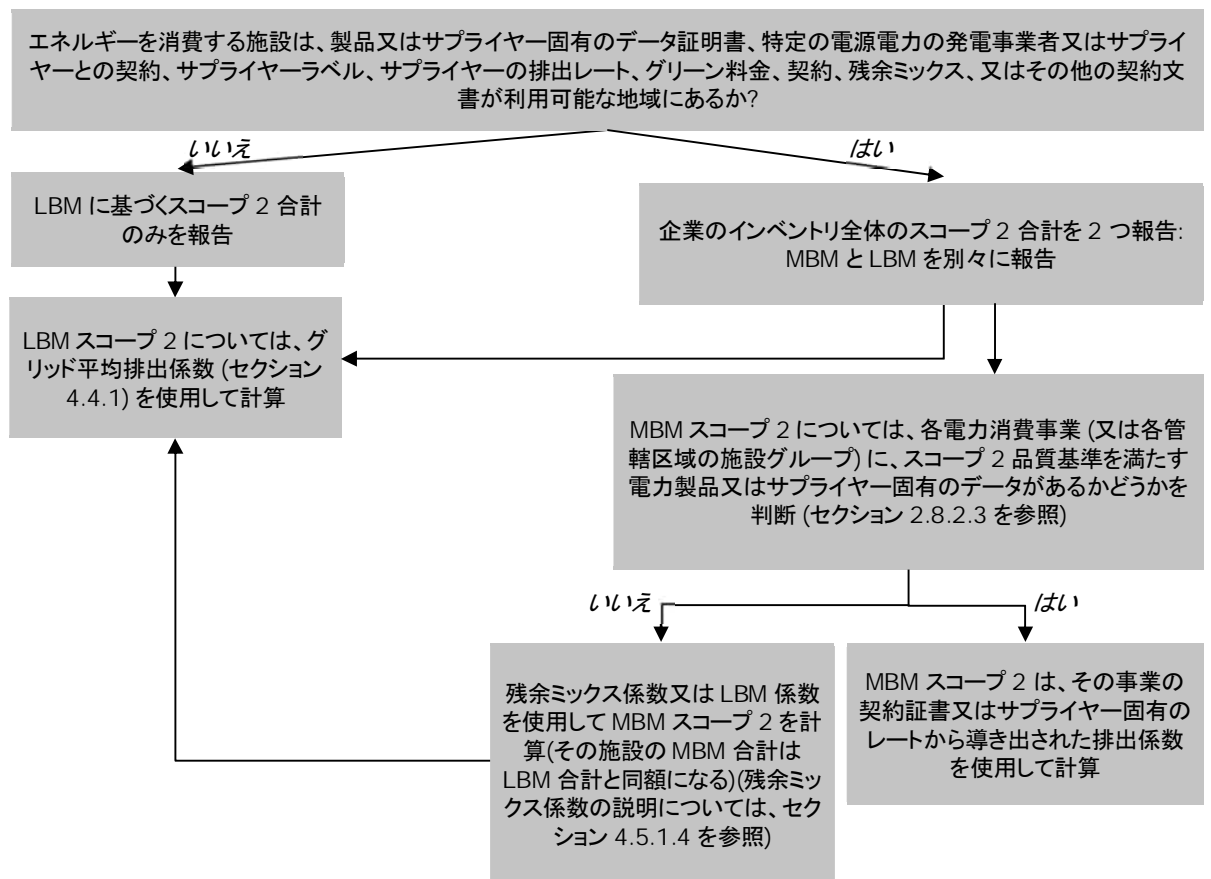 エネルギーを消費する施設は、製品又はサプライヤー固有のデータ証明書、特定の電源電力の発電事業者又はサプライ
ヤーとの契約、サプライヤーラベル、サプライヤーの排出レート、グリーン料金、契約、残余ミックス、又はその他の契約文
書が利用可能な地域にあるか?
いいえ
はい
LBM に基づくスコープ 2 合計
のみを報告
企業のインベントリ全体のスコープ 2 合計を 2 つ報告:
MBM と LBM を別々に報告
LBM スコープ 2 については、グ
リッド平均排出係数 (セクション
4.4.1) を使用して計算
MBM スコープ 2 については、各電力消費事業 (又は各管
轄区域の施設グループ) に、スコープ 2 品質基準を満たす
電力製品又はサプライヤー固有のデータがあるかどうかを
判断 (セクション 2.8.2.3 を参照)
いいえ
はい
残余ミックス係数又は LBM 係数
を使用して MBM スコープ 2 を計
算(その施設の MBM 合計は
LBM 合計と同額になる)(残余ミッ
クス係数の説明については、セク
ション 4.5.1.4 を参照)
MBM スコープ 2 は、その事業の
契約証書又はサプライヤー固有の
レートから導き出された排出係数
を使用して計算